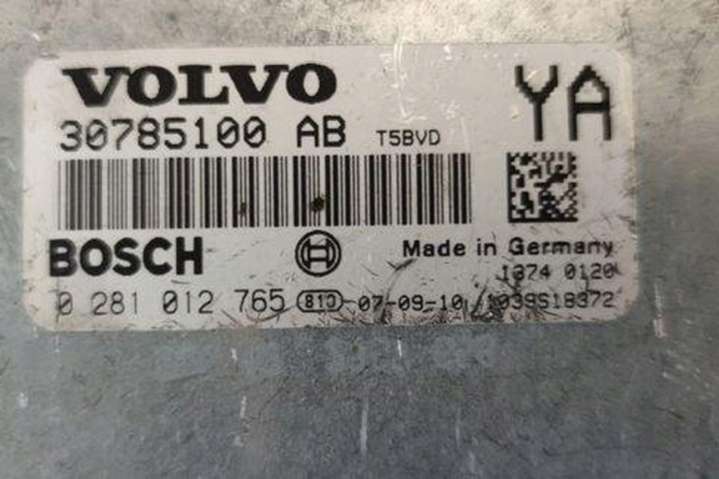 VOLVO
YA
30785100 AB T5BVD
BOSCH
Made in Germany
1374 0120
0 281 012 765 810 07-09-10 1039S18372